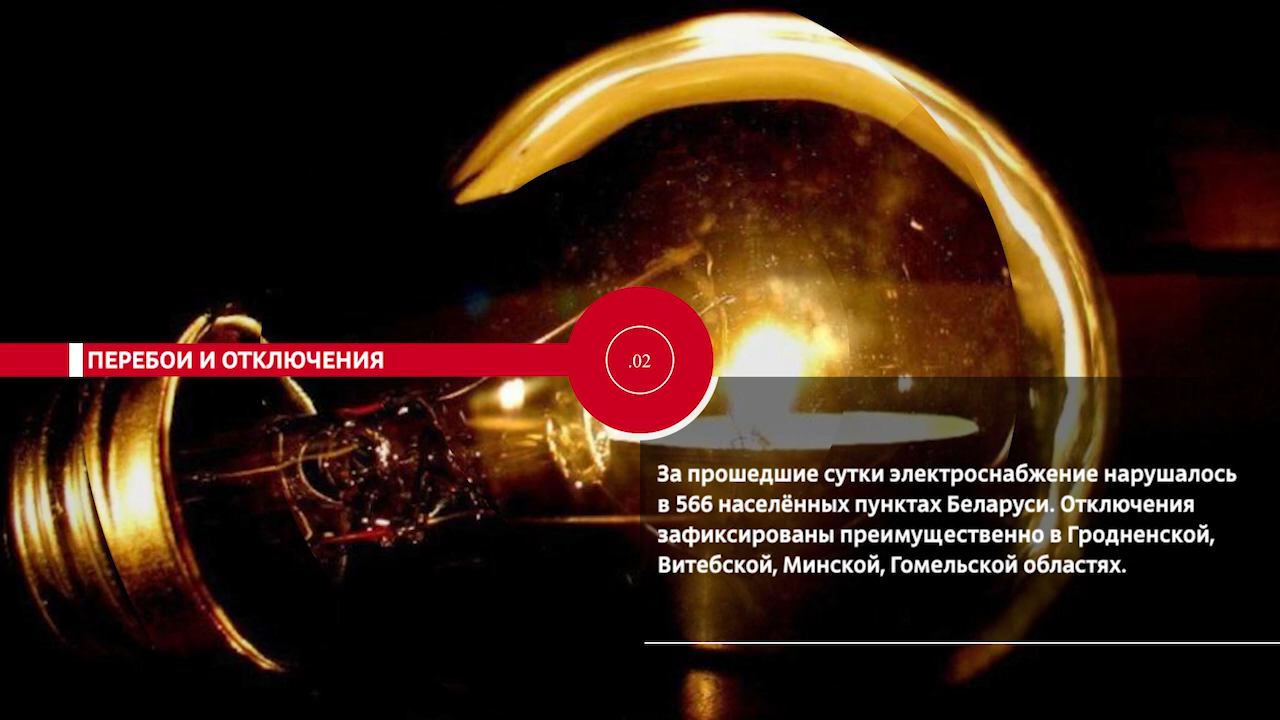 ПЕРЕБОИ И ОТКЛЮЧЕНИЯ
.02
За прошедшие сутки электроснабжение нарушалось
в 566 населённых пунктах Беларуси. Отключения
зафиксированы преимущественно в Гродненской,
Витебской, Минской, Гомельской областях.